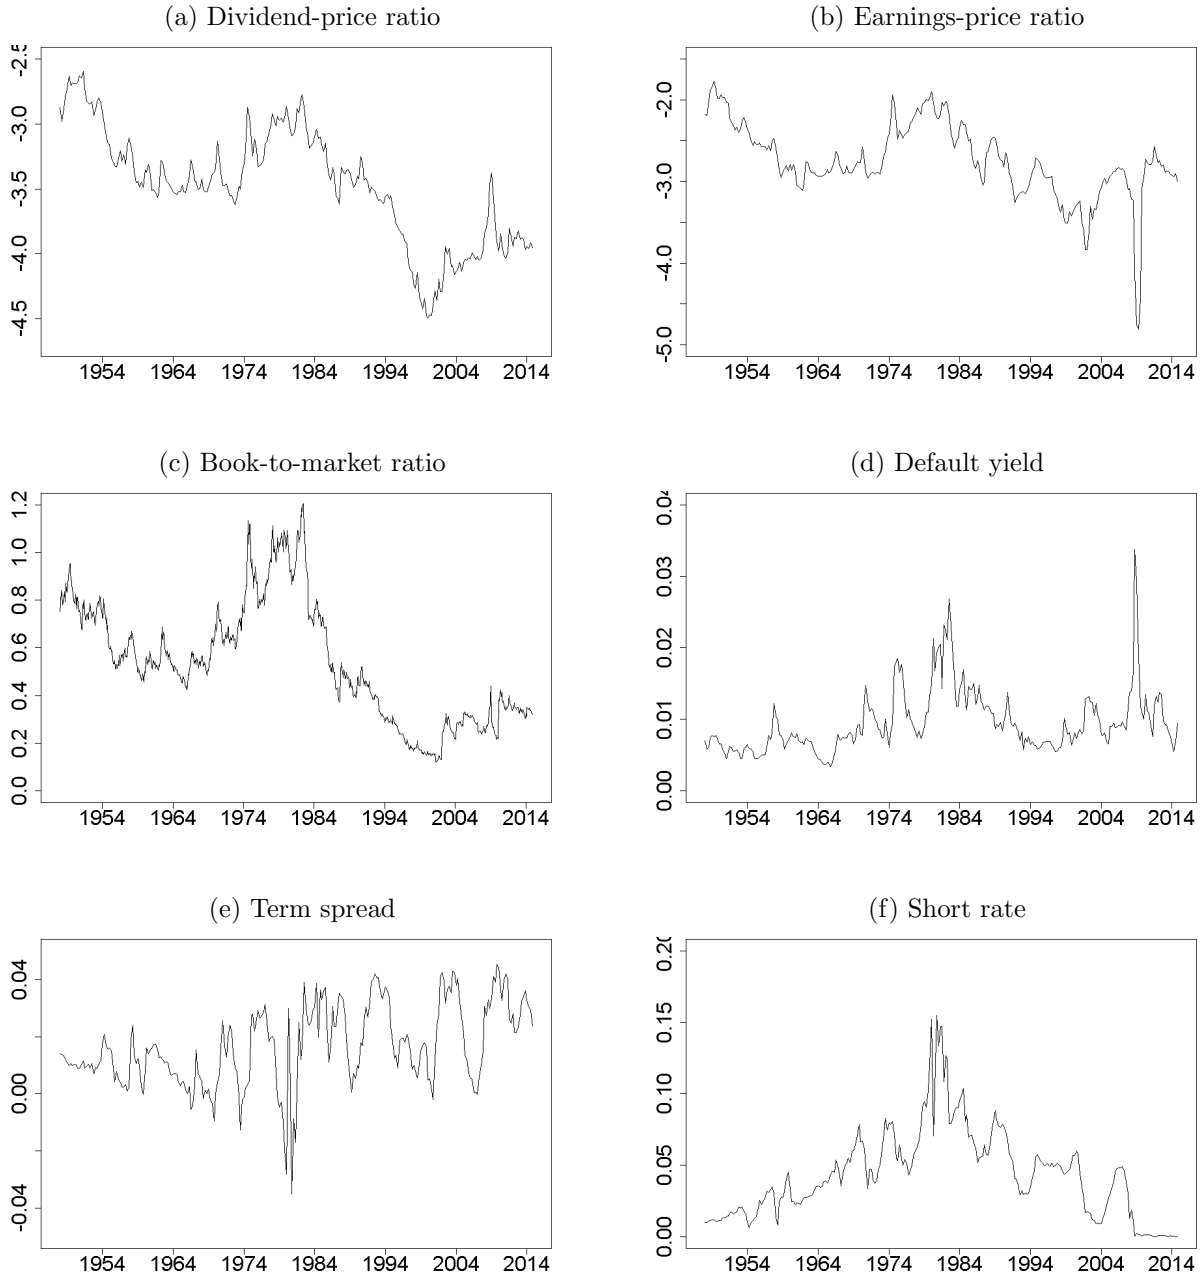 (a) Dividend-price ratio
(b) Earnings-price ratio
-2.5
-3.0
-3.5
-4.0
-4.5
1954 1964 1974 1984 1994 2004 2014
-2.0
-3.0
-4.0
-5.0
1954 1964 1974 1984 1994 2004 2014
(c) Book-to-market ratio
(d) Default yield
1.2
1.0
0.8
0.6
0.4
0.2
0.0
1954 1964 1974 1984 1994 2004 2014
0.04
0.03
0.02
0.01
0.00
1954 1964 1974 1984 1994 2004 2014
(e) Term spread
(f) Short rate
0.04
0.00
-0.04
1954 1964 1974 1984 1994 2004 2014
0.20
0.15
0.10
0.05
0.00
1954 1964 1974 1984 1994 2004 2014